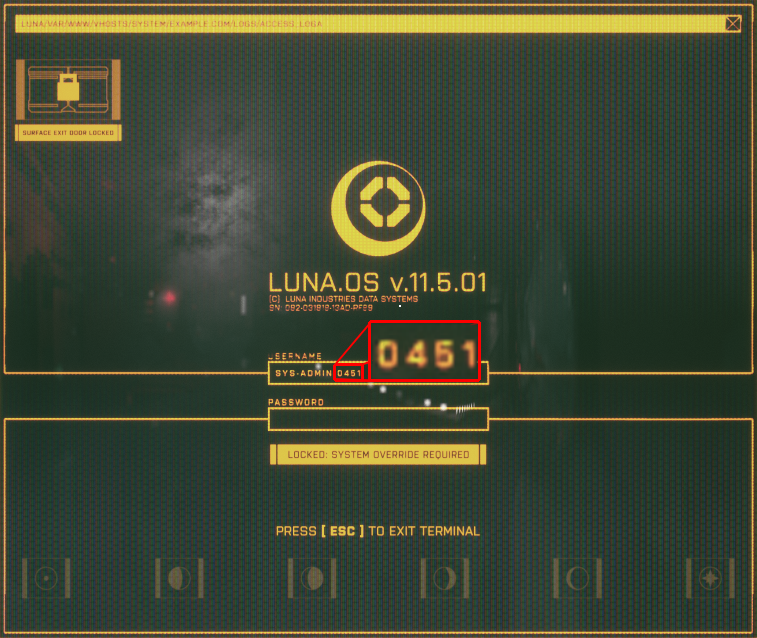 LUNA/VAR/WWW/VHOSTS/SYSTEM/EXAMPLE.COM/LOGS/ACCESS_LOGA
SURFACE EXIT DOOR LOCKED
LUNA.OS v.11.5.01
[C] LUNA INDUSTRIES DATA SYSTEMS
SN:
USERNAME
SYS-ADMIN 0451
0451
PASSWORD
LOCKED: SYSTEM OVERRIDE REQUIRED
PRESS [ ESC ] TO EXIT TERMINAL